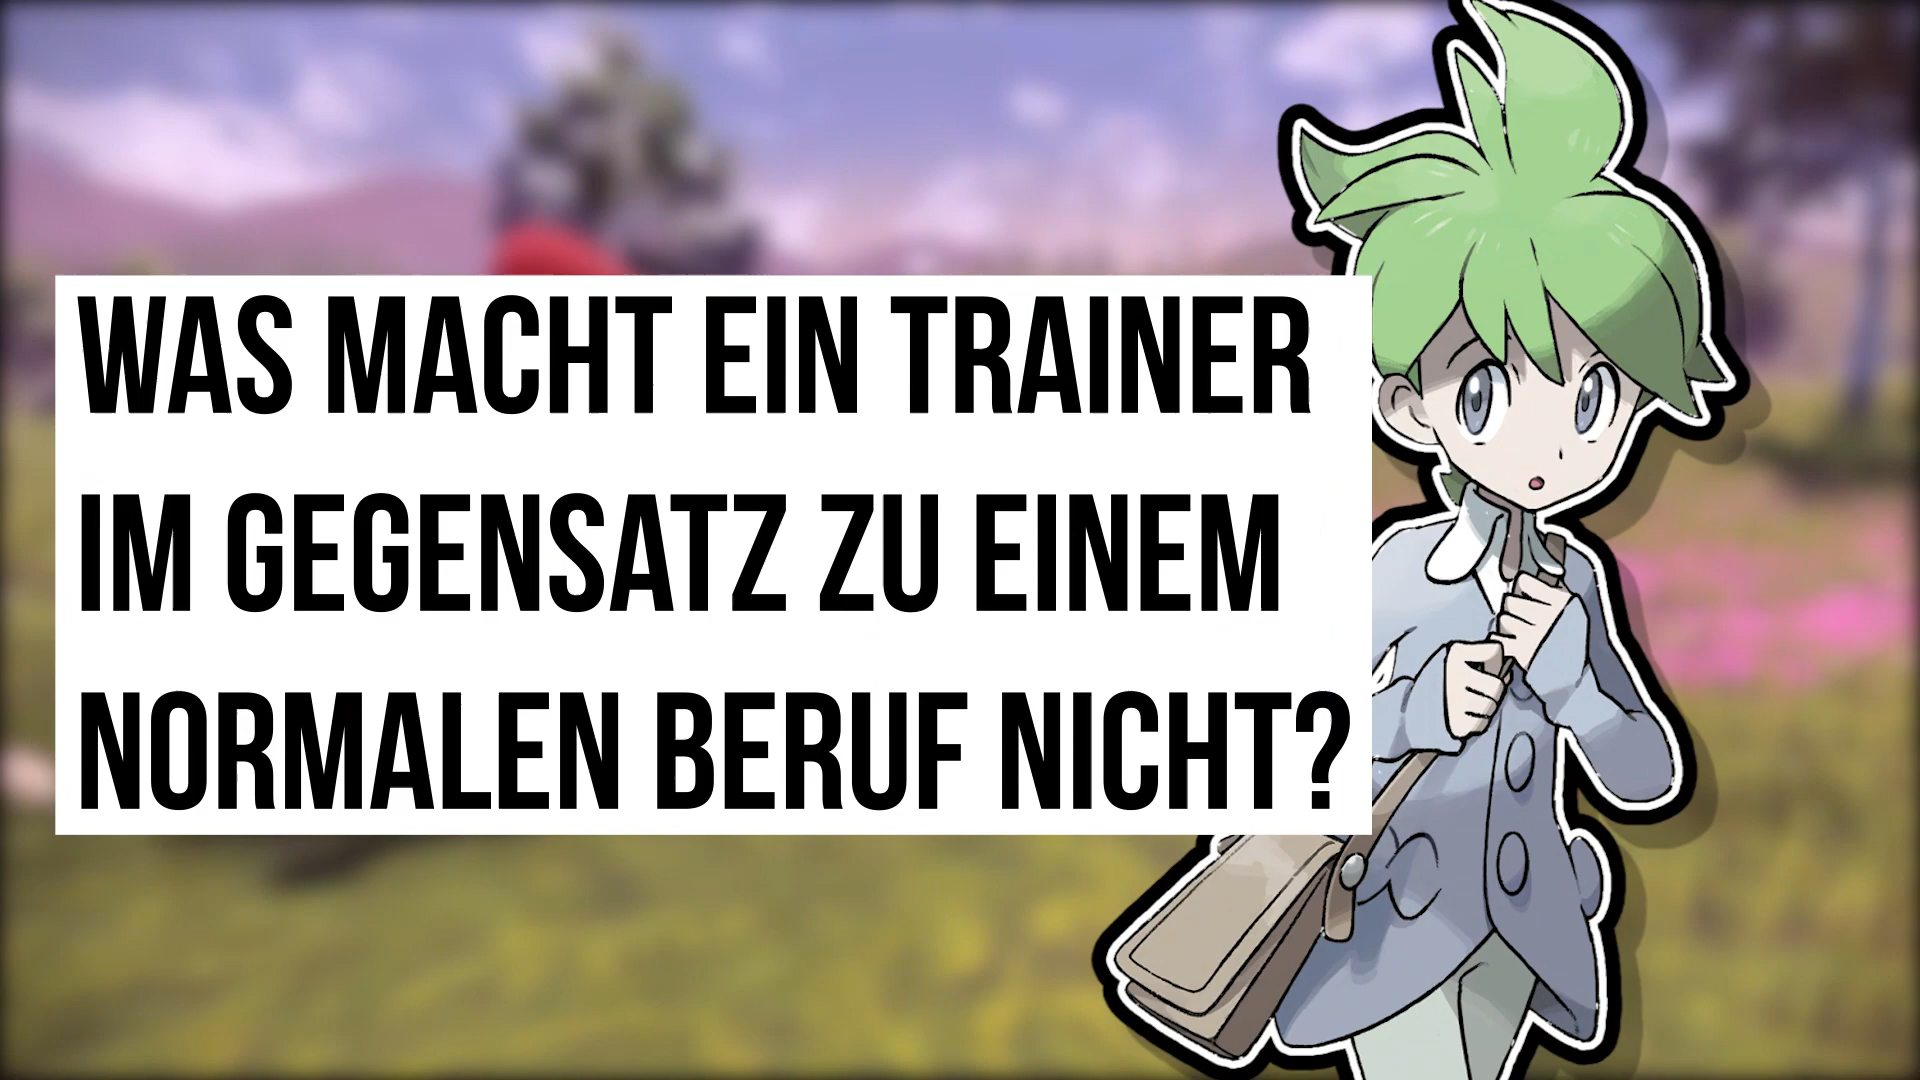 WAS MACHT EIN TRAINER
IM GEGENSATZ ZU EINEM
NORMALEN BERUF NICHT?